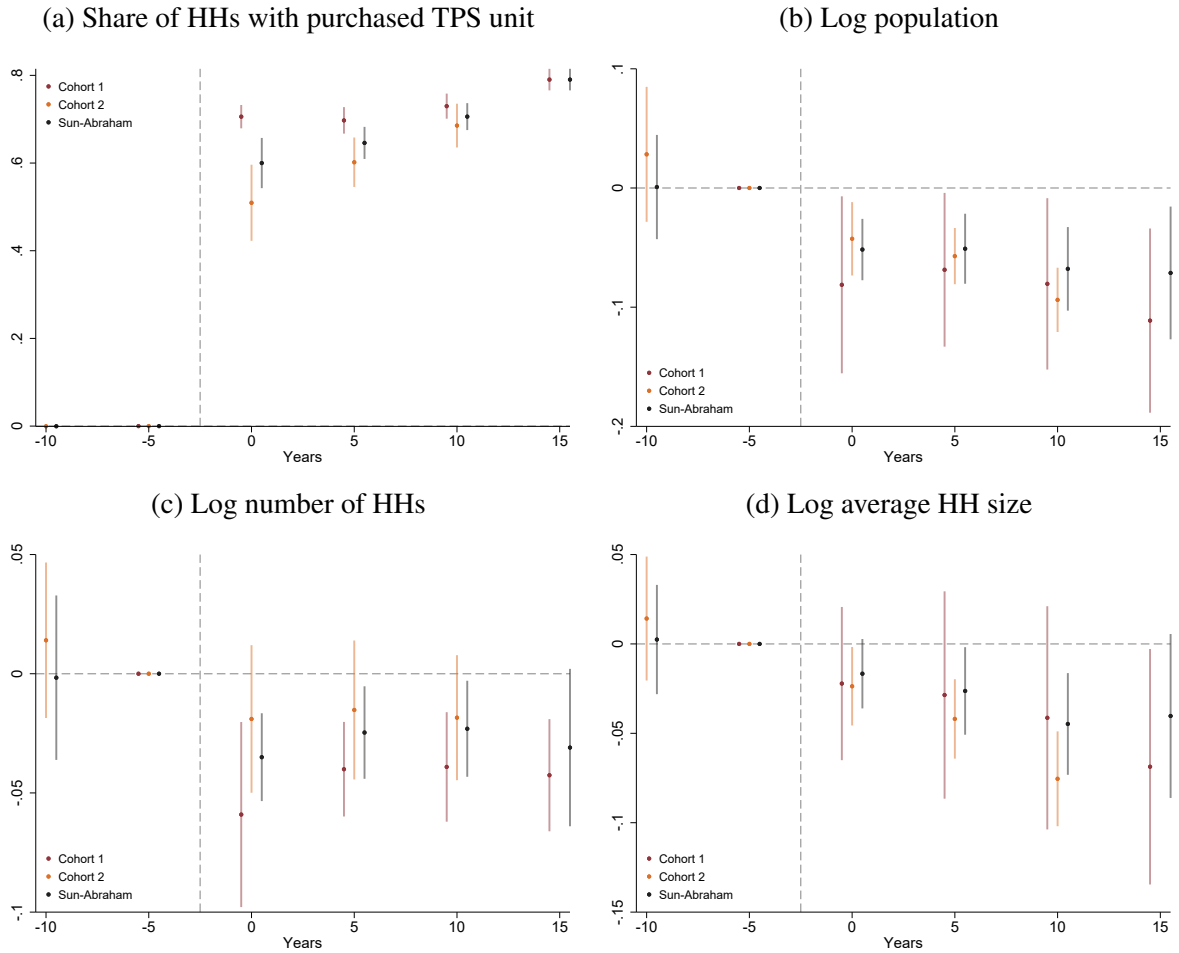 (a) Share of HHs with purchased TPS unit
.8
.6
.4
.2
0
Cohort 1
Cohort 2
Sun-Abraham
-10 -5 0 5 10 15
Years
(b) Log population
.1
0
-.1
-.2
Cohort 1
Cohort 2
Sun-Abraham
-10 -5 0 5 10 15
Years
(c) Log number of HHs
.05
0
-.05
-.1
Cohort 1
Cohort 2
Sun-Abraham
-10 -5 0 5 10 15
Years
(d) Log average HH size
.05
0
-.05
-.1
-.15
Cohort 1
Cohort 2
Sun-Abraham
-10 -5 0 5 10 15
Years